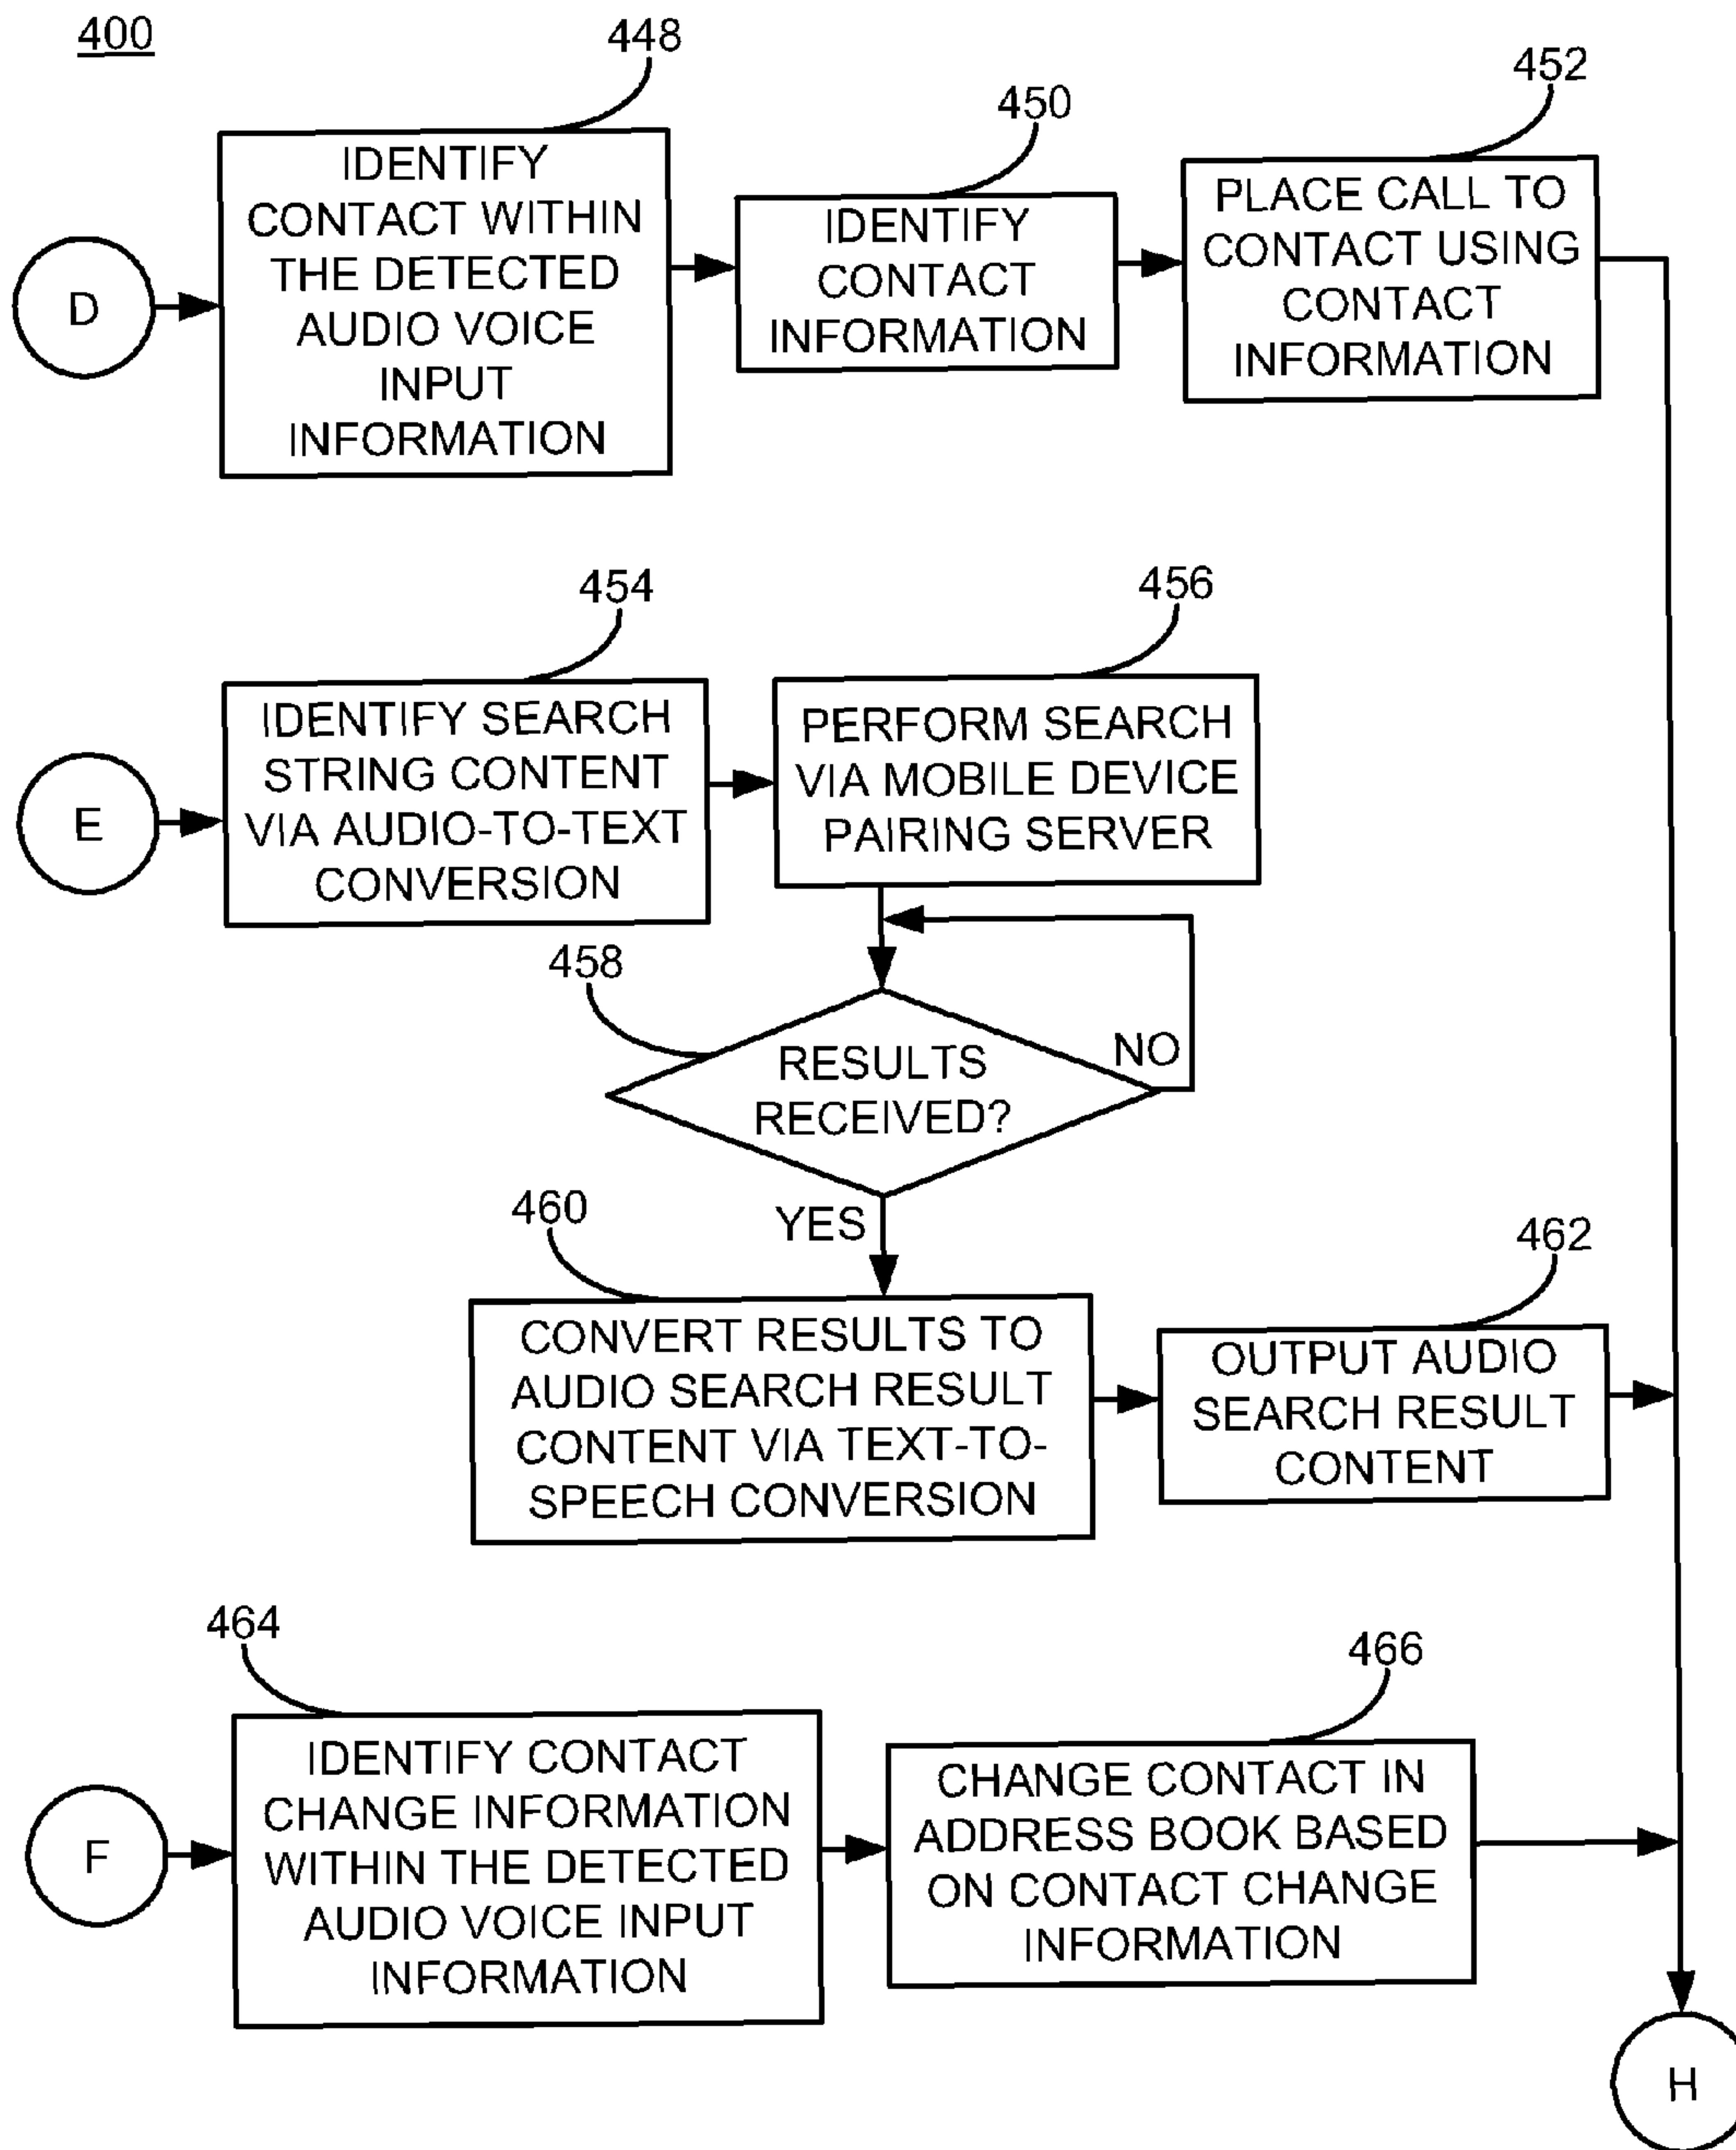 400
448
450
452
D
IDENTIFY
CONTACT WITHIN
THE DETECTED
AUDIO VOICE
INPUT
INFORMATION
IDENTIFY
CONTACT
INFORMATION
PLACE CALL TO
CONTACT USING
CONTACT
INFORMATION
454
456
E
IDENTIFY SEARCH
STRING CONTENT
VIA AUDIO-TO-TEXT
CONVERSION
PERFORM SEARCH
VIA MOBILE DEVICE
PAIRING SERVER
458
RESULTS
RECEIVED?
NO
YES
460
462
CONVERT RESULTS TO
AUDIO SEARCH RESULT
CONTENT VIA TEXT-TO-
SPEECH CONVERSION
OUTPUT AUDIO
SEARCH RESULT
CONTENT
464
466
F
IDENTIFY CONTACT
CHANGE INFORMATION
WITHIN THE DETECTED
AUDIO VOICE INPUT
INFORMATION
CHANGE CONTACT IN
ADDRESS BOOK BASED
ON CONTACT CHANGE
INFORMATION
H